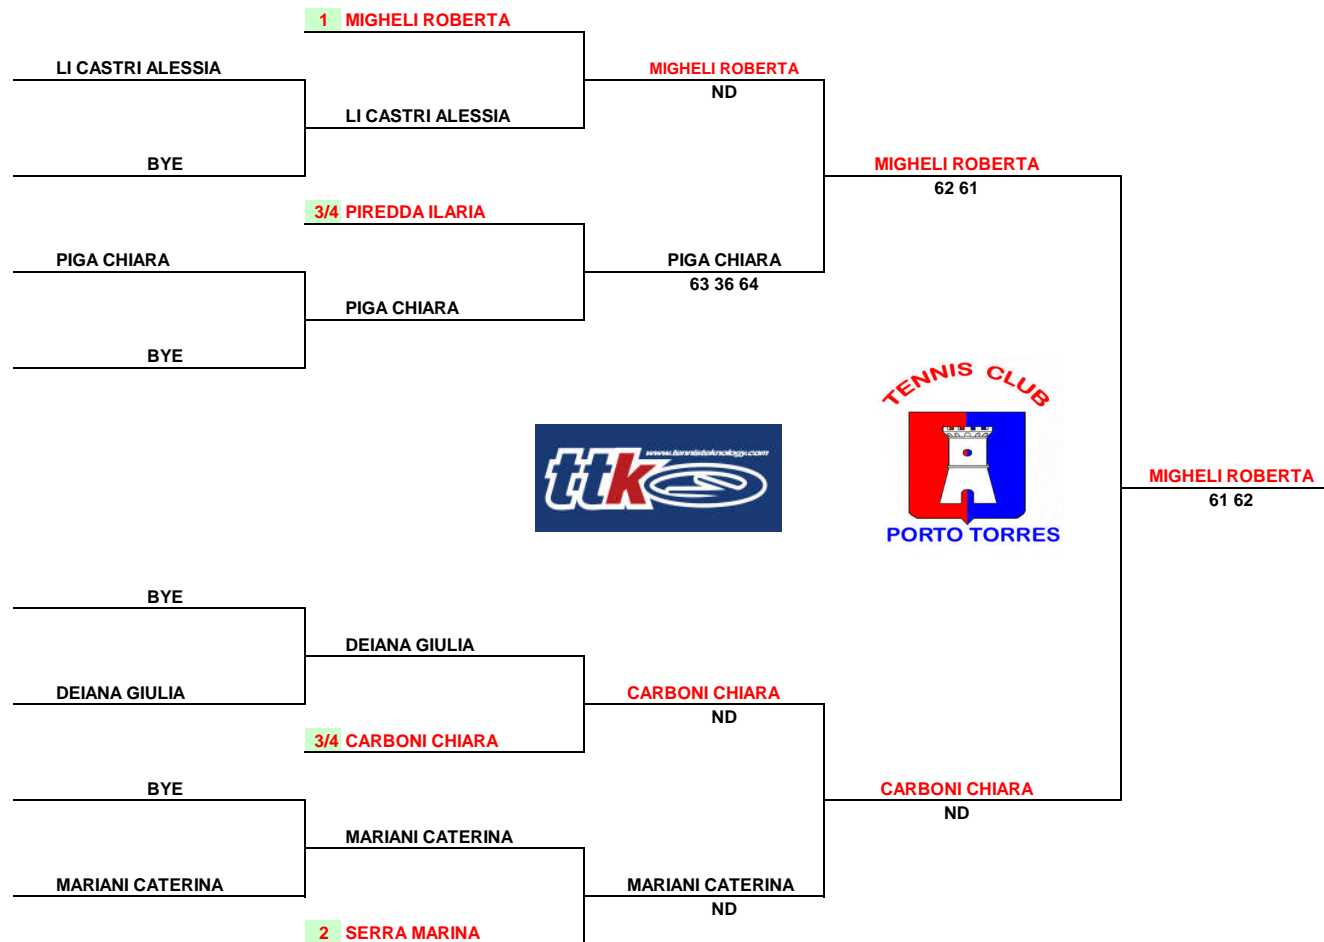 1 MIGHELI ROBERTA
LI CASTRI ALESSIA
MIGHELI ROBERTA
ND
LI CASTRI ALESSIA
BYE
MIGHELI ROBERTA
62 61
3/4 PIREDDA ILARIA
PIGA CHIARA
PIGA CHIARA
63 36 64
PIGA CHIARA
BYE
TENNIS CLUB
www.tennisteknology.com
ttk
PORTO TORRES
MIGHELI ROBERTA
61 62
BYE
DEIANA GIULIA
DEIANA GIULIA
CARBONI CHIARA
ND
3/4 CARBONI CHIARA
BYE
CARBONI CHIARA
ND
MARIANI CATERINA
MARIANI CATERINA
MARIANI CATERINA
ND
2 SERRA MARINA